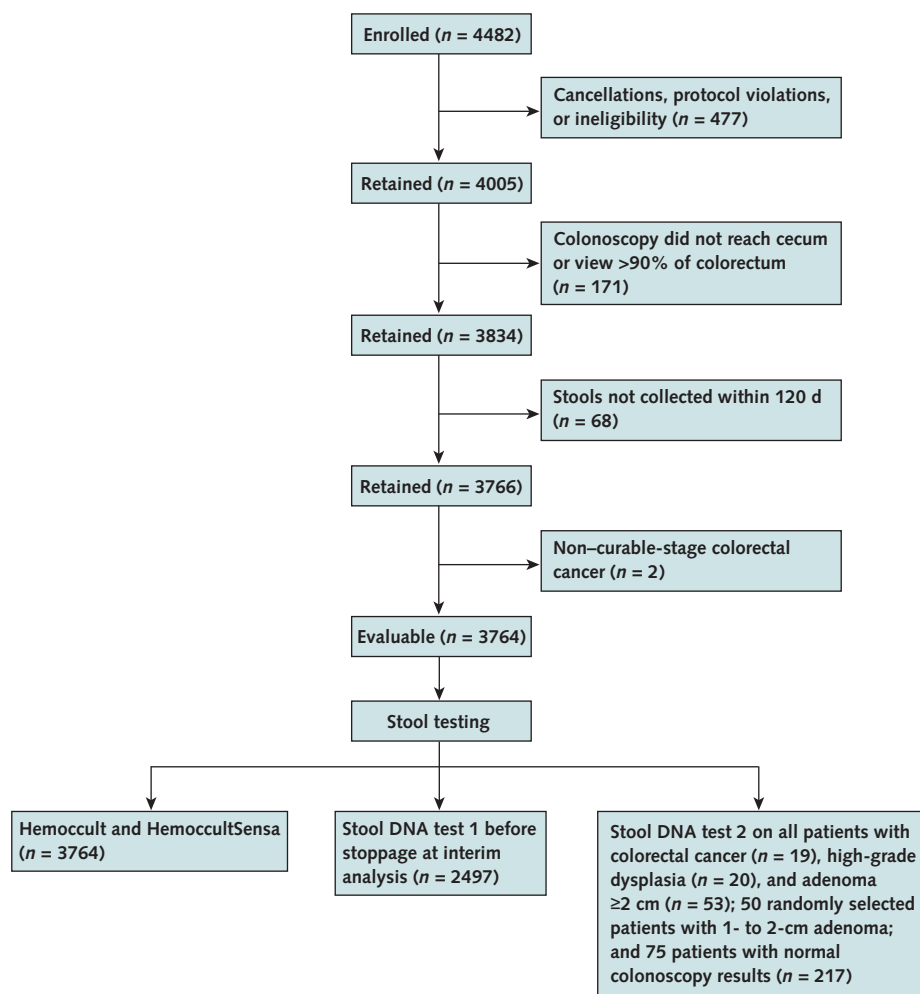 Enrolled (n = 4482)
Cancellations, protocol violations,
or ineligibility (n = 477)
Retained (n = 4005)
Colonoscopy did not reach cecum
or view >90% of colorectum
(n = 171)
Retained (n = 3834)
Stools not collected within 120 d
(n = 68)
Retained (n = 3766)
Non–curable-stage colorectal
cancer (n = 2)
Evaluable (n = 3764)
Stool testing
Hemoccult and HemoccultSensa
(n = 3764)
Stool DNA test 1 before
stoppage at interim
analysis (n = 2497)
Stool DNA test 2 on all patients with
colorectal cancer (n = 19), high-grade
dysplasia (n = 20), and adenoma
≥2 cm (n = 53); 50 randomly selected
patients with 1- to 2-cm adenoma;
and 75 patients with normal
colonoscopy results (n = 217)